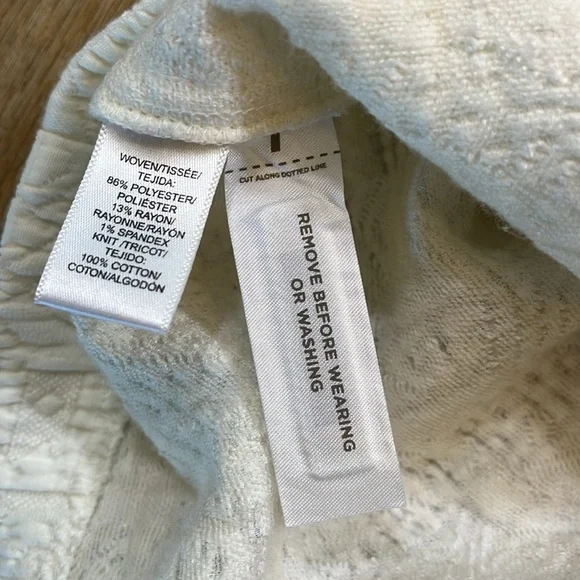 WOVEN/TISSÉE/
TEJIDA:
86% POLYESTER/
POLIÉSTER
13% RAYON/
RAYONNE/RAYÓN
1% SPANDEX
KNIT /TRICOT/
TEJIDO:
100% COTTON/
COTON/ALGODÓN
CUT ALONG DOTTED LINE
REMOVE BEFORE WEARING
OR WASHING